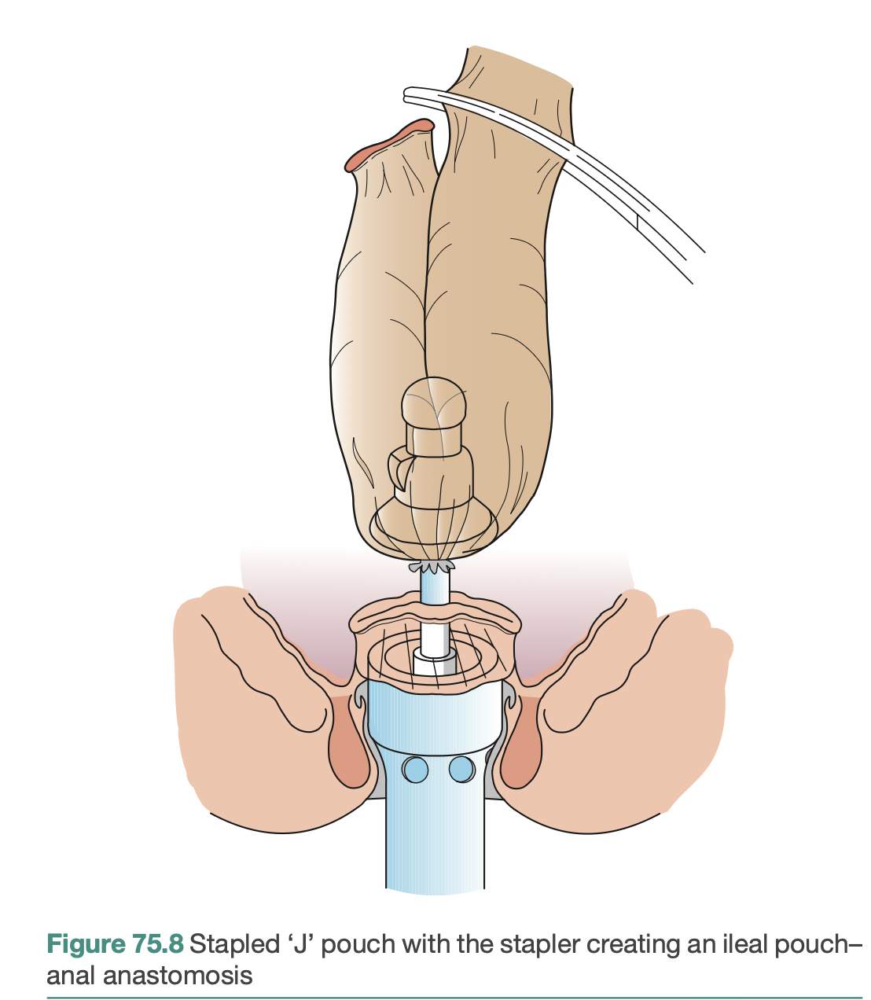 Figure 75.8 Stapled ‘J’ pouch with the stapler creating an ileal pouch–
anal anastomosis